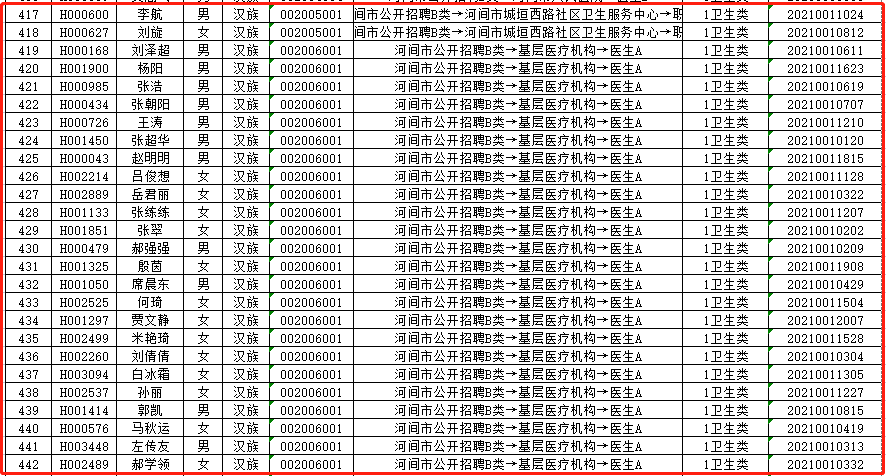 417 H000600 李航 男 汉族 002005001 间市公开招聘B类→河间市城垣西路社区卫生服务中心→职 1卫生类 20210011024
418 H000627 刘旋 女 汉族 002005001 间市公开招聘B类→河间市城垣西路社区卫生服务中心→职 1卫生类 20210010812
419 H000168 刘泽超 男 汉族 002006001 河间市公开招聘B类→基层医疗机构→医生A 1卫生类 20210010611
420 H001900 杨阳 男 汉族 002006001 河间市公开招聘B类→基层医疗机构→医生A 1卫生类 20210011623
421 H000985 张浩 男 汉族 002006001 河间市公开招聘B类→基层医疗机构→医生A 1卫生类 20210010619
422 H000434 张朝阳 男 汉族 002006001 河间市公开招聘B类→基层医疗机构→医生A 1卫生类 20210010707
423 H000726 王涛 男 汉族 002006001 河间市公开招聘B类→基层医疗机构→医生A 1卫生类 20210011210
424 H001450 张超华 男 汉族 002006001 河间市公开招聘B类→基层医疗机构→医生A 1卫生类 20210010120
425 H000043 赵明明 男 汉族 002006001 河间市公开招聘B类→基层医疗机构→医生A 1卫生类 20210011815
426 H002214 吕俊想 女 汉族 002006001 河间市公开招聘B类→基层医疗机构→医生A 1卫生类 20210011128
427 H002889 岳君丽 女 汉族 002006001 河间市公开招聘B类→基层医疗机构→医生A 1卫生类 20210010322
428 H001133 张练练 女 汉族 002006001 河间市公开招聘B类→基层医疗机构→医生A 1卫生类 20210011207
429 H001851 张翠 女 汉族 002006001 河间市公开招聘B类→基层医疗机构→医生A 1卫生类 20210010202
430 H000479 郝强强 男 汉族 002006001 河间市公开招聘B类→基层医疗机构→医生A 1卫生类 20210010209
431 H001325 殷茵 女 汉族 002006001 河间市公开招聘B类→基层医疗机构→医生A 1卫生类 20210011908
432 H001050 席晨东 男 汉族 002006001 河间市公开招聘B类→基层医疗机构→医生A 1卫生类 20210010429
433 H002525 何琦 女 汉族 002006001 河间市公开招聘B类→基层医疗机构→医生A 1卫生类 20210011504
434 H001297 贾文静 女 汉族 002006001 河间市公开招聘B类→基层医疗机构→医生A 1卫生类 20210012007
435 H002499 米艳琦 女 汉族 002006001 河间市公开招聘B类→基层医疗机构→医生A 1卫生类 20210011528
436 H002260 刘倩倩 女 汉族 002006001 河间市公开招聘B类→基层医疗机构→医生A 1卫生类 20210010304
437 H003094 白冰霜 女 汉族 002006001 河间市公开招聘B类→基层医疗机构→医生A 1卫生类 20210011305
438 H002537 孙丽 女 汉族 002006001 河间市公开招聘B类→基层医疗机构→医生A 1卫生类 20210011227
439 H001414 郭凯 男 汉族 002006001 河间市公开招聘B类→基层医疗机构→医生A 1卫生类 20210010815
440 H000576 马秋运 女 汉族 002006001 河间市公开招聘B类→基层医疗机构→医生A 1卫生类 20210010419
441 H003448 左传友 男 汉族 002006001 河间市公开招聘B类→基层医疗机构→医生A 1卫生类 20210010313
442 H002489 郝学领 女 汉族 002006001 河间市公开招聘B类→基层医疗机构→医生A 1卫生类 20210010332